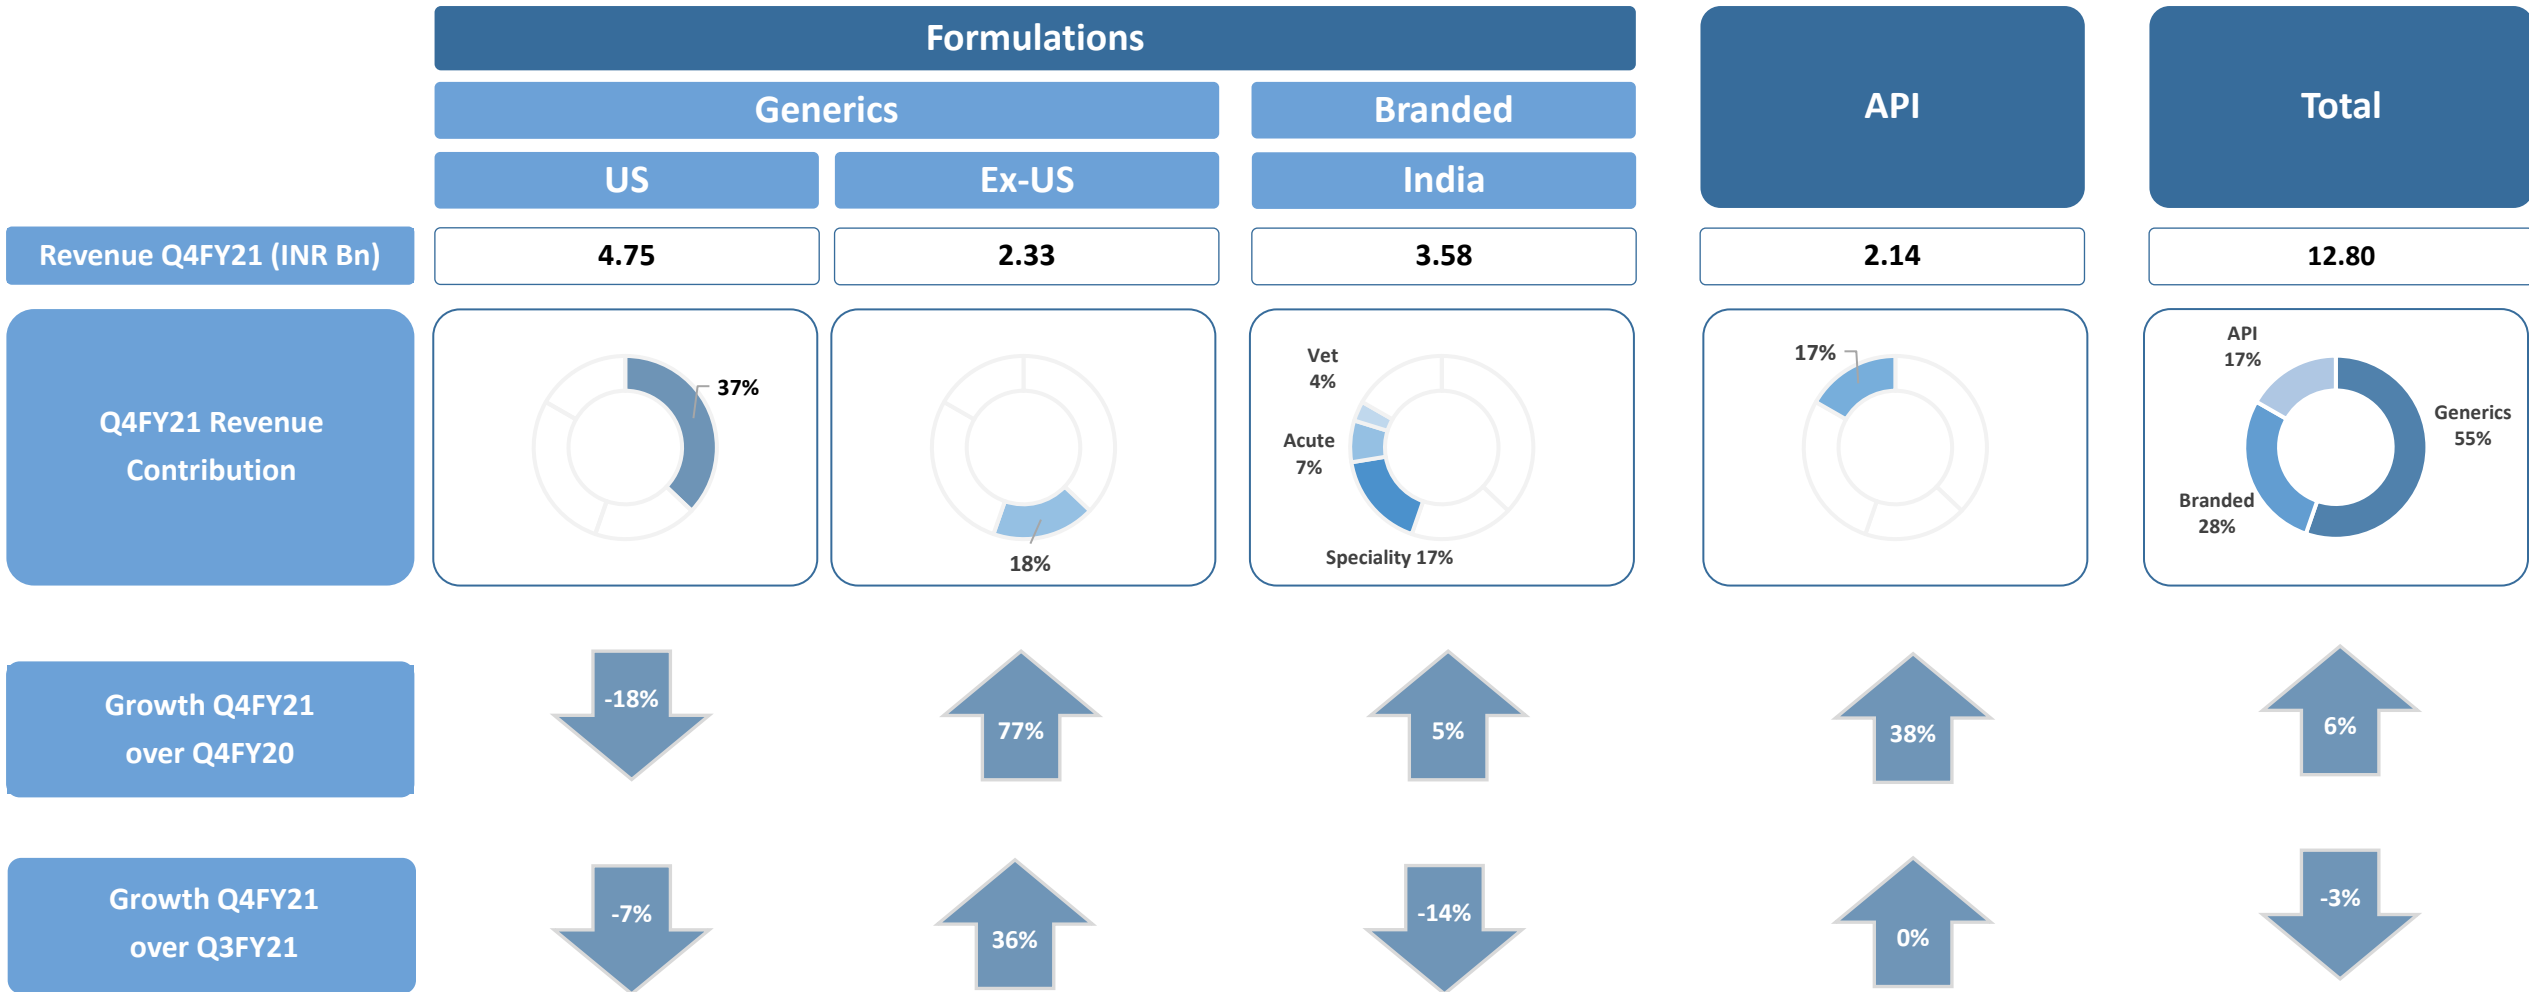 Formulations
API
Total
Generics
Branded
US
Ex-US
India
Revenue Q4FY21 (INR Bn)
4.75
2.33
3.58
2.14
12.80
Q4FY21 Revenue
Contribution
37%
18%
Vet
4%
Acute
7%
Speciality 17%
17%
API
17%
Generics
55%
Branded
28%
Growth Q4FY21
over Q4FY20
-18%
77%
5%
38%
6%
Growth Q4FY21
over Q3FY21
-7%
36%
-14%
0%
-3%